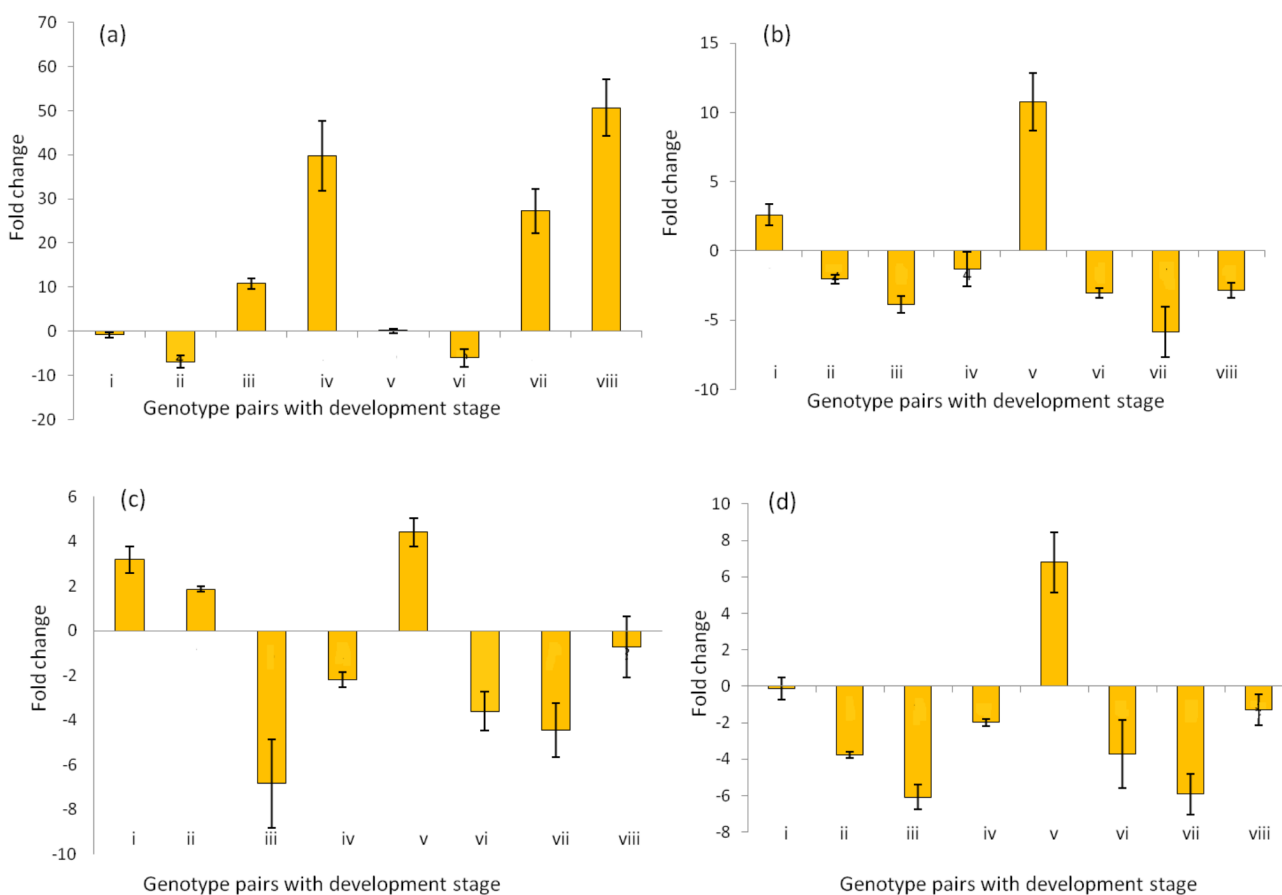 (a)
Fold change
70
60
50
40
30
20
10
0
-10
-20
i ii iii iv v vi vii viii
Genotype pairs with development stage
(b)
Fold change
15
10
5
0
-5
-10
i ii iii iv v vi vii viii
Genotype pairs with development stage
(c)
Fold change
6
4
2
0
-2
-4
-6
-8
-10
i ii iii iv v vi vii viii
Genotype pairs with development stage
(d)
Fold change
10
8
6
4
2
0
-2
-4
-6
-8
i ii iii iv v vi vii viii
Genotype pairs with development stage